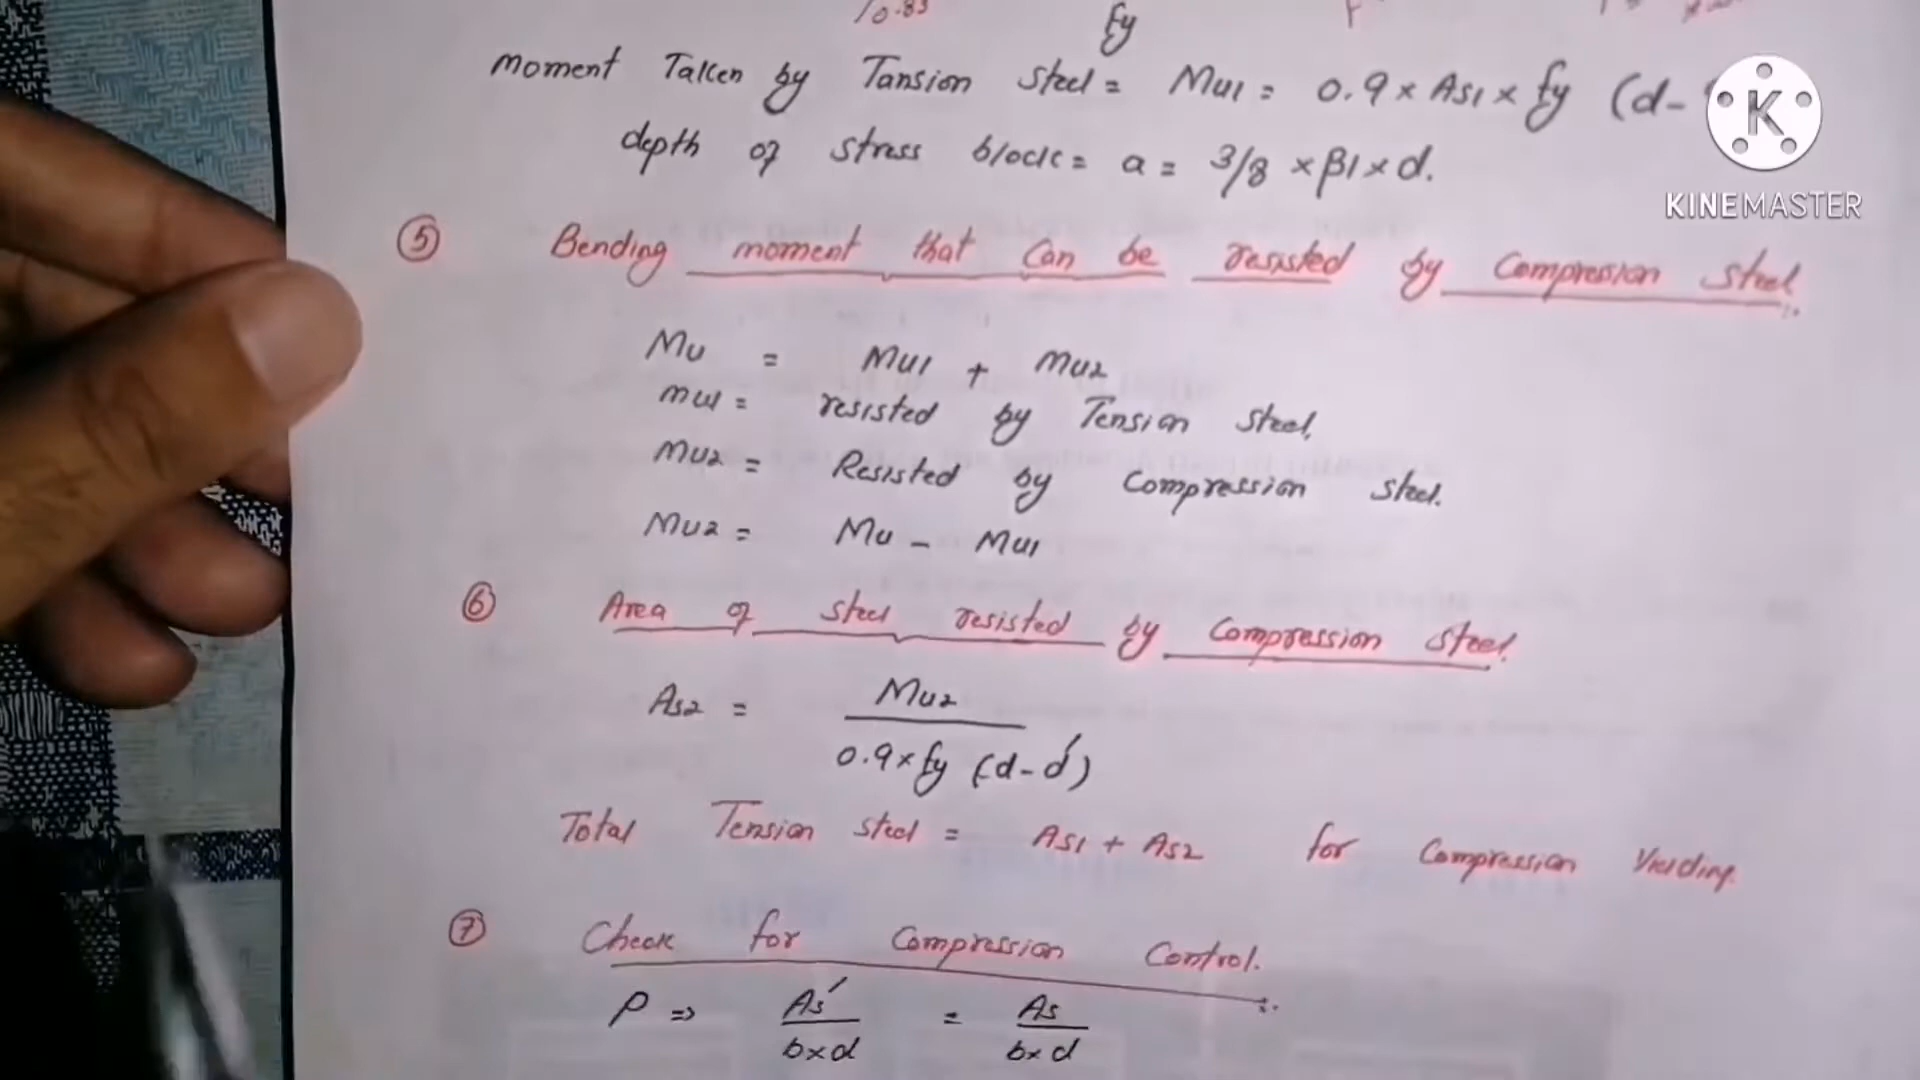 /0.85
fy
moment Taken by Tansion steel = Mu1 = 0.9 × As1 × fy (d-
K
KINEMASTER
depth of stress block = a = 3/8 × β1 × d.
⑤ Bending moment that can be resisted by Compression steel
Mu = Mu1 + Mu2
mu1 = resisted by Tension steel.
Mu2 = Resisted by Compression steel.
Mu2 = Mu - Mu1
⑥ Area of steel resisted by Compression steel.
As2 = Mu2
0.9 × fy (d - d')
Total Tension steel = As1 + As2 for Compression Yielding.
⑦ Check for Compression Control.
ρ => As' = As
b×d b×d